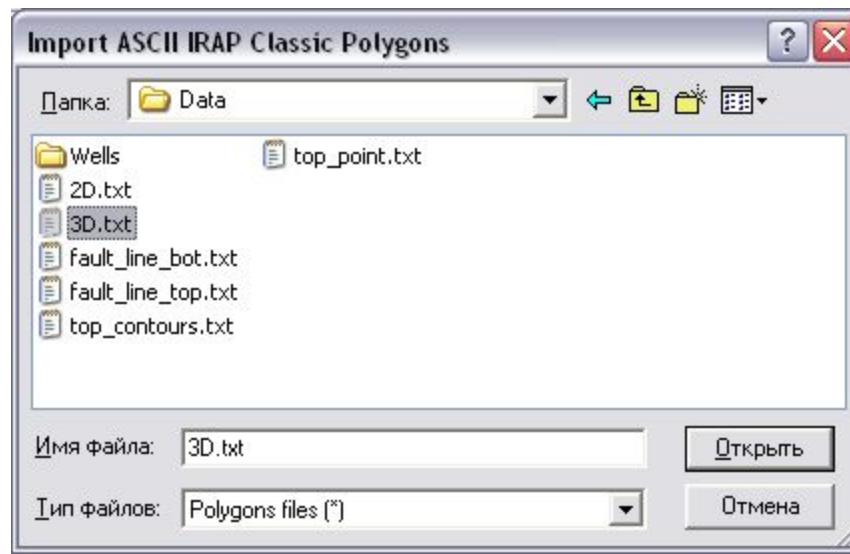 Import ASCII IRAP Classic Polygons
Папка: Data
Wells top_point.txt
2D.txt
3D.txt
fault_line_bot.txt
fault_line_top.txt
top_contours.txt
Имя файла: 3D.txt Открыть
Тип файлов: Polygons files (*) Отмена